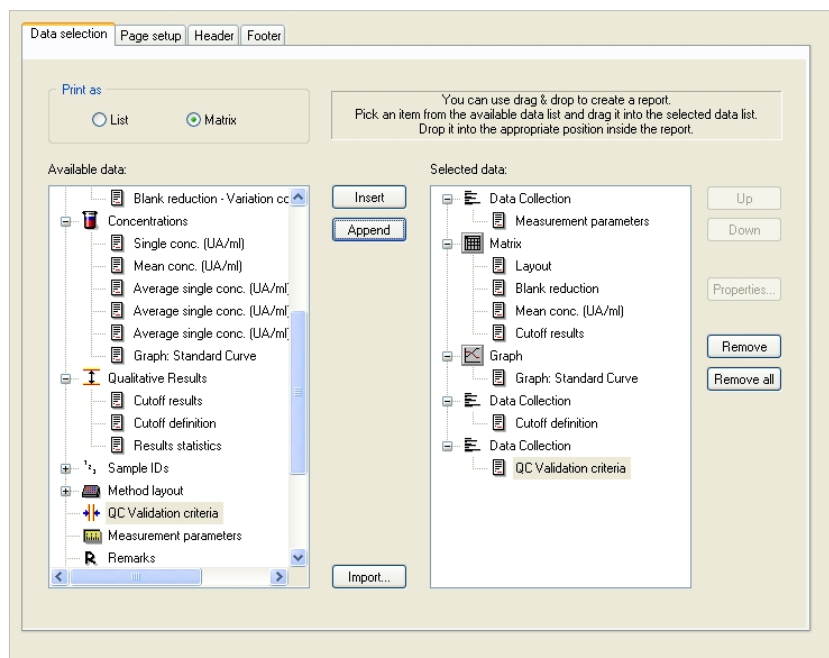 Data selection Page setup Header Footer
Print as
List Matrix
You can use drag & drop to create a report.
Pick an item from the available data list and drag it into the selected data list.
Drop it into the appropriate position inside the report.
Available data:
Blank reduction - Variation cc
Concentrations
Single conc. (UA/ml)
Mean conc. (UA/ml)
Average single conc. (UA/ml)
Average single conc. (UA/ml)
Average single conc. (UA/ml)
Graph: Standard Curve
Qualitative Results
Cutoff results
Cutoff definition
Results statistics
Sample IDs
Method layout
QC Validation criteria
Measurement parameters
R Remarks
Insert
Append
Import...
Selected data:
Data Collection
Measurement parameters
Matrix
Layout
Blank reduction
Mean conc. (UA/ml)
Cutoff results
Graph
Graph: Standard Curve
Data Collection
Cutoff definition
Data Collection
QC Validation criteria
Up
Down
Properties...
Remove
Remove all